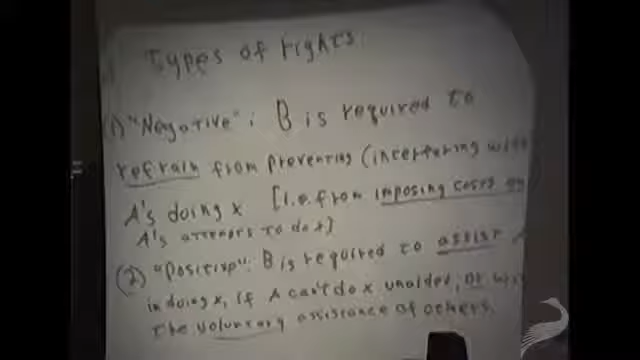 Types of rights:
(1) "Negative": B is required to
refrain from preventing (interfering with
A's doing x [i.e. from imposing costs on
A's attempts to do x]
(2) "Positive": B is required to assist
in doing x, if A can't do x unaided, or
the voluntary assistance of others.